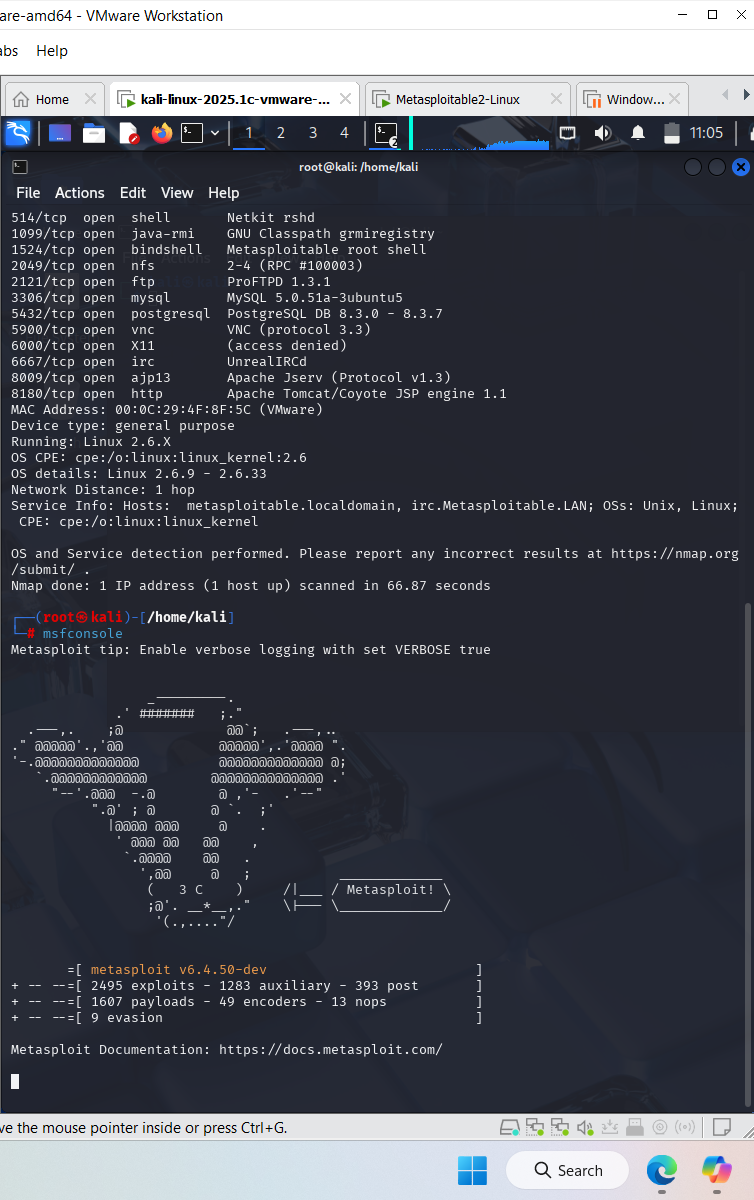 are-amd64 - VMware Workstation
abs Help
Home
kali-linux-2025.1c-vmware-...
Metasploitable2-Linux
Window...
1 2 3 4
2
11:05
root@kali: /home/kali
File Actions Edit View Help
514/tcp open shell Netkit rshd
1099/tcp open java-rmi GNU Classpath grmiregistry
1524/tcp open bindshell Metasploitable root shell
2049/tcp open nfs 2-4 (RPC #100003)
2121/tcp open ftp ProFTPD 1.3.1
3306/tcp open mysql MySQL 5.0.51a-3ubuntu5
5432/tcp open postgresql PostgreSQL DB 8.3.0 - 8.3.7
5900/tcp open vnc VNC (protocol 3.3)
6000/tcp open X11 (access denied)
6667/tcp open irc UnrealIRCd
8009/tcp open ajp13 Apache Jserv (Protocol v1.3)
8180/tcp open http Apache Tomcat/Coyote JSP engine 1.1
MAC Address: 00:0C:29:4F:8F:5C (VMware)
Device type: general purpose
Running: Linux 2.6.X
OS CPE: cpe:/o:linux:linux_kernel:2.6
OS details: Linux 2.6.9 - 2.6.33
Network Distance: 1 hop
Service Info: Hosts:  metasploitable.localdomain, irc.Metasploitable.LAN; OSs: Unix, Linux;
CPE: cpe:/o:linux:linux_kernel
OS and Service detection performed. Please report any incorrect results at https://nmap.org
/submit/ .
Nmap done: 1 IP address (1 host up) scanned in 66.87 seconds
┌──(root㉿kali)-[/home/kali]
└─# msfconsole
Metasploit tip: Enable verbose logging with set VERBOSE true
_---------.
.' #######   ;."
.---,.    ;@             @@`;   .---,..
." @@@@@'.,'@@            @@@@@',.'@@@@ ".
'-.@@@@@@@@@@@@@          @@@@@@@@@@@@@ @;
`.@@@@@@@@@@@@        @@@@@@@@@@@@@@ .'
"--'.@@@  -.@        @ ,'-   .'--"
".@' ; @       @ `.  ;'
|@@@@ @@@     @    .
' @@@ @@   @@    ,
`.@@@@    @@   .
',@@     @   ;           _____________
(   3 C    )     /|___ / Metasploit! \
;@'. __*__,."    \|--- \_____________/
'(.,...."/
=[ metasploit v6.4.50-dev                          ]
+ -- --=[ 2495 exploits - 1283 auxiliary - 393 post       ]
+ -- --=[ 1607 payloads - 49 encoders - 13 nops           ]
+ -- --=[ 9 evasion                                       ]
Metasploit Documentation: https://docs.metasploit.com/
ve the mouse pointer inside or press Ctrl+G.
Search